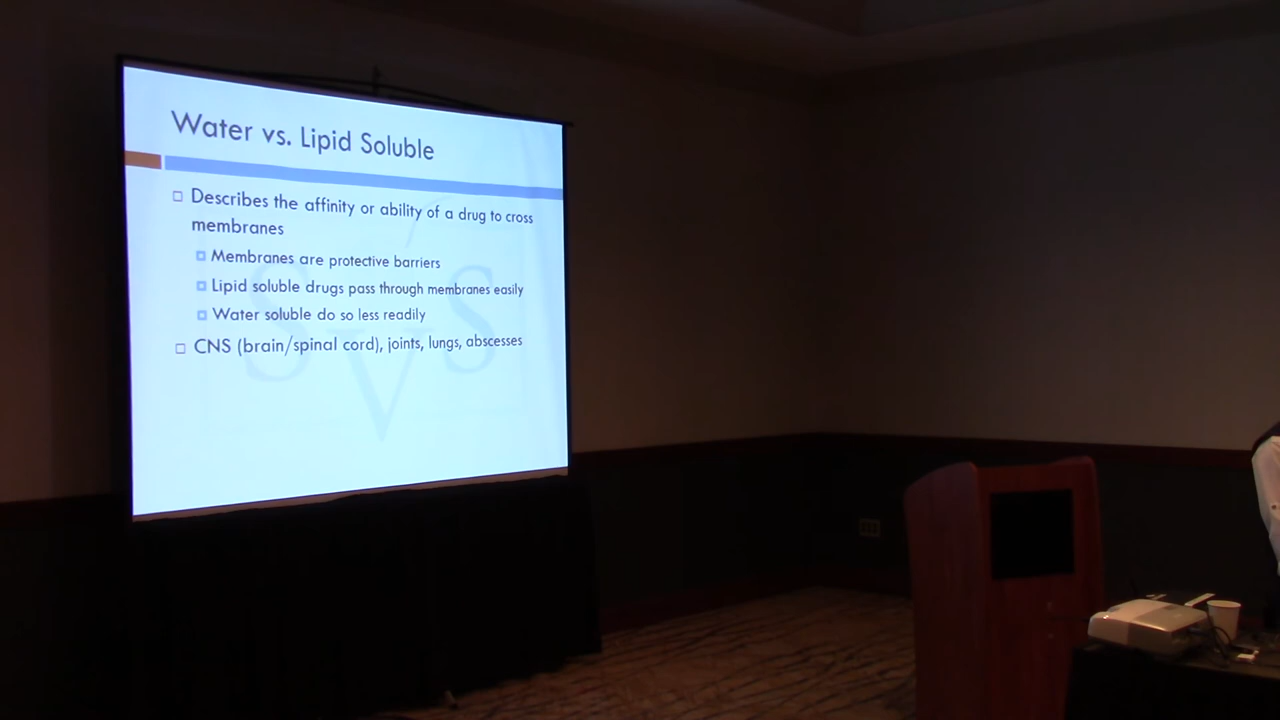 Water vs. Lipid Soluble
Describes the affinity or ability of a drug to cross
membranes
Membranes are protective barriers
Lipid soluble drugs pass through membranes easily
Water soluble do so less readily
CNS (brain/spinal cord), joints, lungs, abscesses
SVS